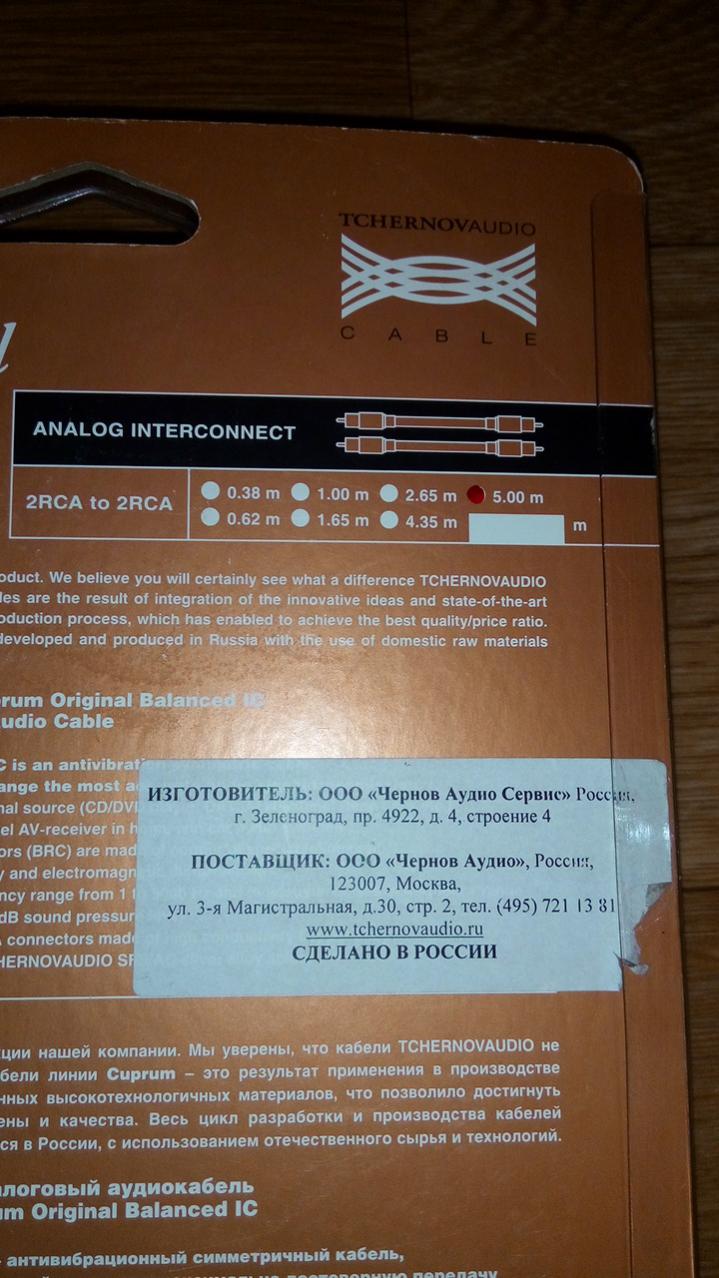 TCHERNOVAUDIO
CABLE
ANALOG INTERCONNECT
2RCA to 2RCA
0.38 m 1.00 m 2.65 m 5.00 m
0.62 m 1.65 m 4.35 m m
oduct. We believe you will certainly see what a difference TCHERNOVAUDIO
les are the result of integration of the innovative ideas and state-of-the-art
oduction process, which has enabled to achieve the best quality/price ratio.
developed and produced in Russia with the use of domestic raw materials
prum Original Balanced IC
udio Cable
C is an antivibrat
ange the most a
nal source (CD/DVD
el AV-receiver in h
ors (BRC) are mad
y and electromagn
ncy range from 1
dB sound pressur
A connectors made
HERNOVAUDIO SF
ИЗГОТОВИТЕЛЬ: ООО «Чернов Аудио Сервис» Россия,
г. Зеленоград, пр. 4922, д. 4, строение 4
ПОСТАВЩИК: ООО «Чернов Аудио», Россия,
123007, Москва,
ул. 3-я Магистральная, д.30, стр. 2, тел. (495) 721 13 81
www.tchernovaudio.ru
СДЕЛАНО В РОССИИ
ции нашей компании. Мы уверены, что кабели TCHERNOVAUDIO не
бели линии Cuprum – это результат применения в производстве
нных высокотехнологичных материалов, что позволило достигнуть
ены и качества. Весь цикл разработки и производства кабелей
ся в России, с использованием отечественного сырья и технологий.
алоговый аудиокабель
um Original Balanced IC
- антивибрационный симметричный кабель,